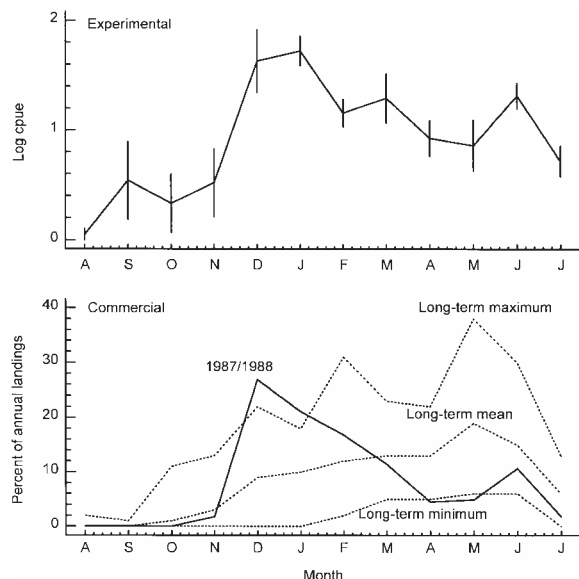 2
Experimental
Log cpue
1
0
A S O N D J F M A M J J
40
Commercial
Long-term maximum
30
1987/1988
Percent of annual landings
20
Long-term mean
10
Long-term minimum
0
A S O N D J F M A M J J
Month